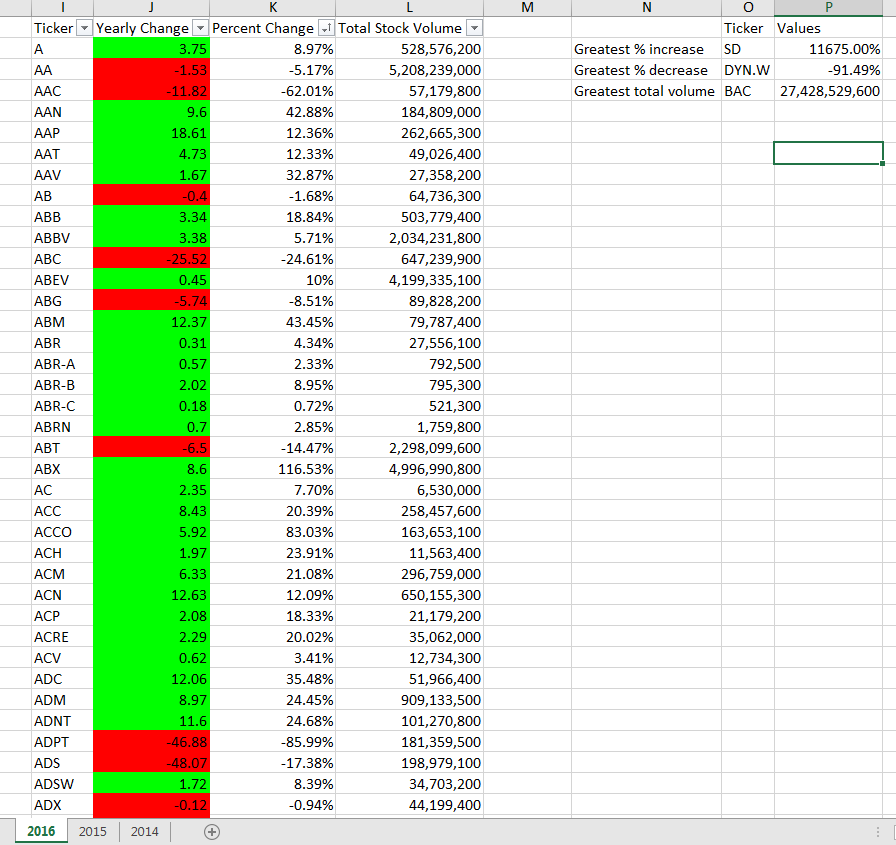 I J K L M N O P
Ticker Yearly Change Percent Change Total Stock Volume Ticker Values
A 3.75 8.97% 528,576,200 Greatest % increase SD 11675.00%
AA -1.53 -5.17% 5,208,239,000 Greatest % decrease DYN.W -91.49%
AAC -11.82 -62.01% 57,179,800 Greatest total volume BAC 27,428,529,600
AAN 9.6 42.88% 184,809,000
AAP 18.61 12.36% 262,665,300
AAT 4.73 12.33% 49,026,400
AAV 1.67 32.87% 27,358,200
AB -0.4 -1.68% 64,736,300
ABB 3.34 18.84% 503,779,400
ABBV 3.38 5.71% 2,034,231,800
ABC -25.52 -24.61% 647,239,900
ABEV 0.45 10% 4,199,335,100
ABG -5.74 -8.51% 89,828,200
ABM 12.37 43.45% 79,787,400
ABR 0.31 4.34% 27,556,100
ABR-A 0.57 2.33% 792,500
ABR-B 2.02 8.95% 795,300
ABR-C 0.18 0.72% 521,300
ABRN 0.7 2.85% 1,759,800
ABT -6.5 -14.47% 2,298,099,600
ABX 8.6 116.53% 4,996,990,800
AC 2.35 7.70% 6,530,000
ACC 8.43 20.39% 258,457,600
ACCO 5.92 83.03% 163,653,100
ACH 1.97 23.91% 11,563,400
ACM 6.33 21.08% 296,759,000
ACN 12.63 12.09% 650,155,300
ACP 2.08 18.33% 21,179,200
ACRE 2.29 20.02% 35,062,000
ACV 0.62 3.41% 12,734,300
ADC 12.06 35.48% 51,966,400
ADM 8.97 24.45% 909,133,500
ADNT 11.6 24.68% 101,270,800
ADPT -46.88 -85.99% 181,359,500
ADS -48.07 -17.38% 198,979,100
ADSW 1.72 8.39% 34,703,200
ADX -0.12 -0.94% 44,199,400
2016 2015 2014